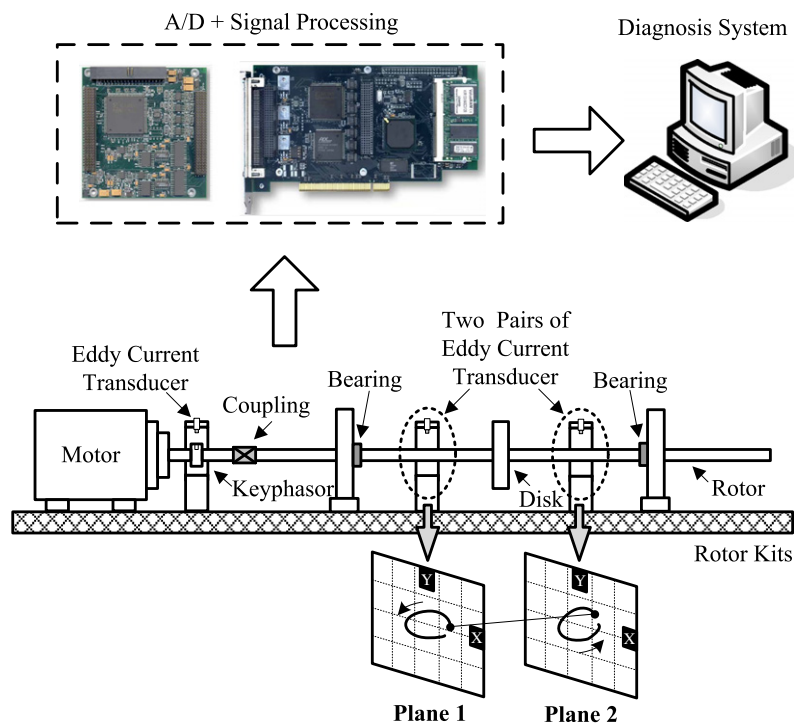 A/D + Signal Processing
Diagnosis System
Two Pairs of
Eddy Current
Transducer
Eddy Current
Transducer
Coupling
Bearing
Bearing
Motor
Keyphasor
Disk
Rotor
Rotor Kits
Y
X
Y
X
Plane 1
Plane 2